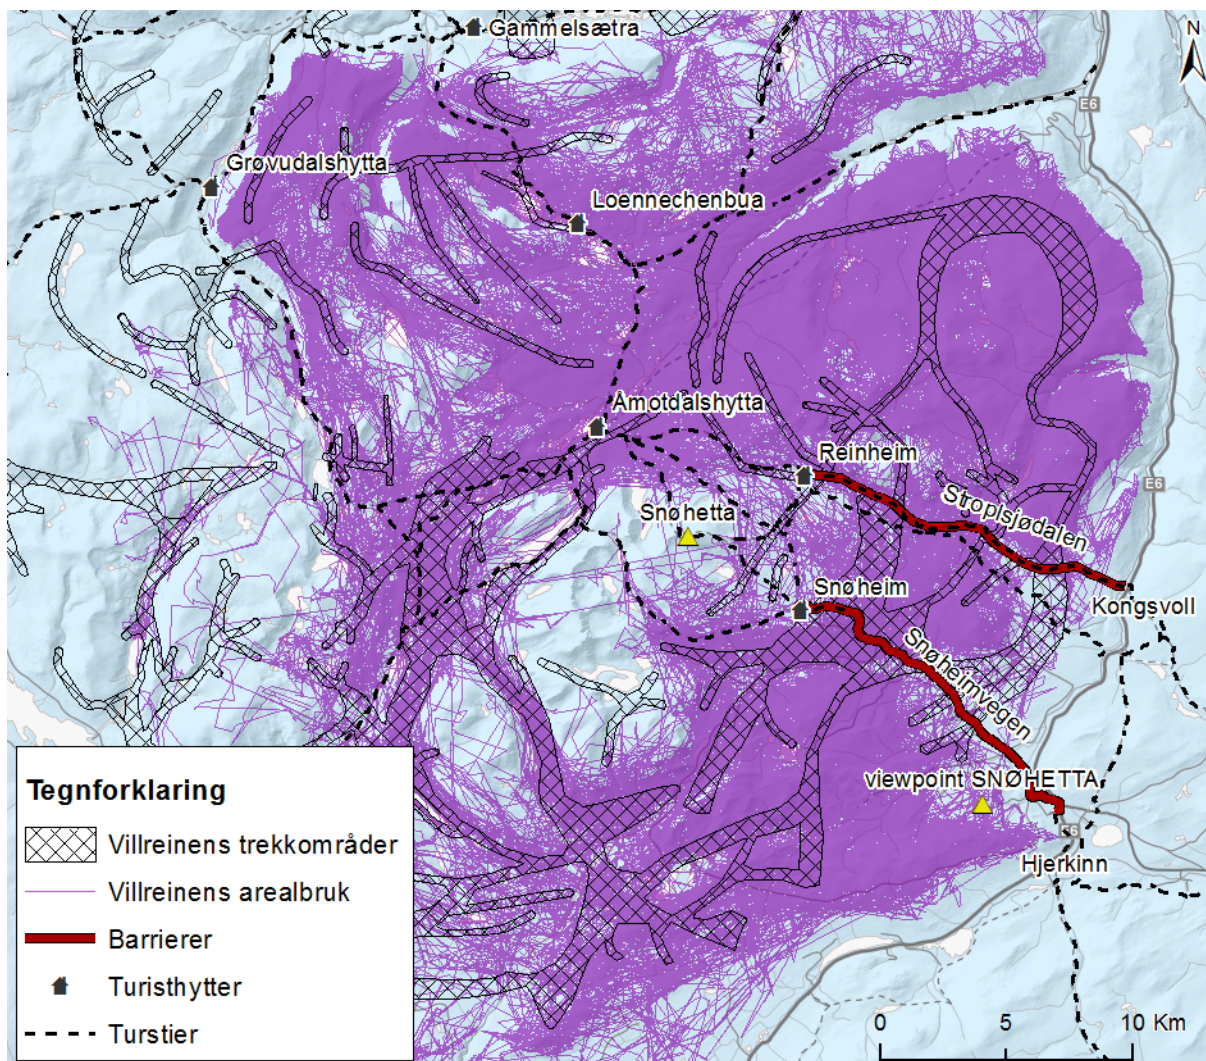 Gammelsætra
N
E6
Grøvudalshytta
Loennechenbua
Åmotdalshytta
Reinheim
E6
Stroplsjødalen
Snøhetta
Snøheim
Kongsvoll
Snøheimvegen
viewpoint SNØHETTA
E6
Hjerkinn
Tegnforklaring
Villreinens trekkområder
Villreinens arealbruk
Barrierer
Turisthytter
Turstier
0 5 10 Km